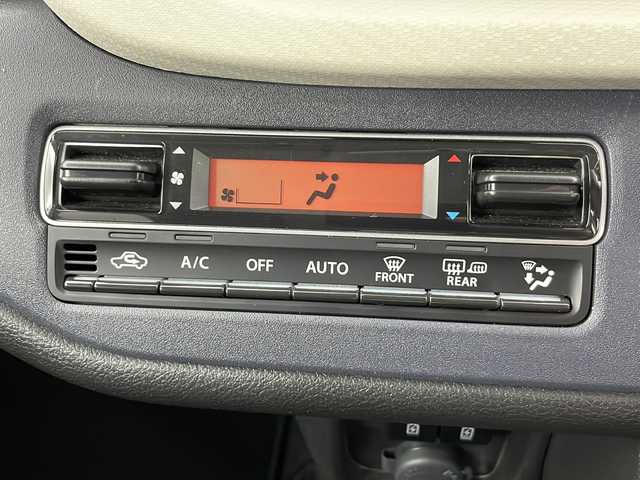 A/C OFF AUTO FRONT REAR